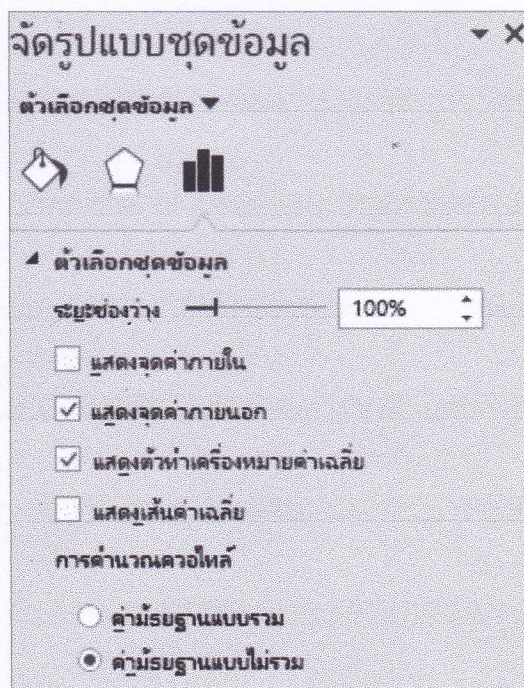 จัดรูปแบบชุดข้อมูล
ตัวเลือกชุดข้อมูล
ตัวเลือกชุดข้อมูล
ระยะช่องว่าง 100%
แสดงจุดค่าภายใน
แสดงจุดค่าภายนอก
แสดงตัวทำเครื่องหมายค่าเฉลี่ย
แสดงเส้นค่าเฉลี่ย
การคำนวณควอไทล์
ค่ามัธยฐานแบบรวม
ค่ามัธยฐานแบบไม่รวม